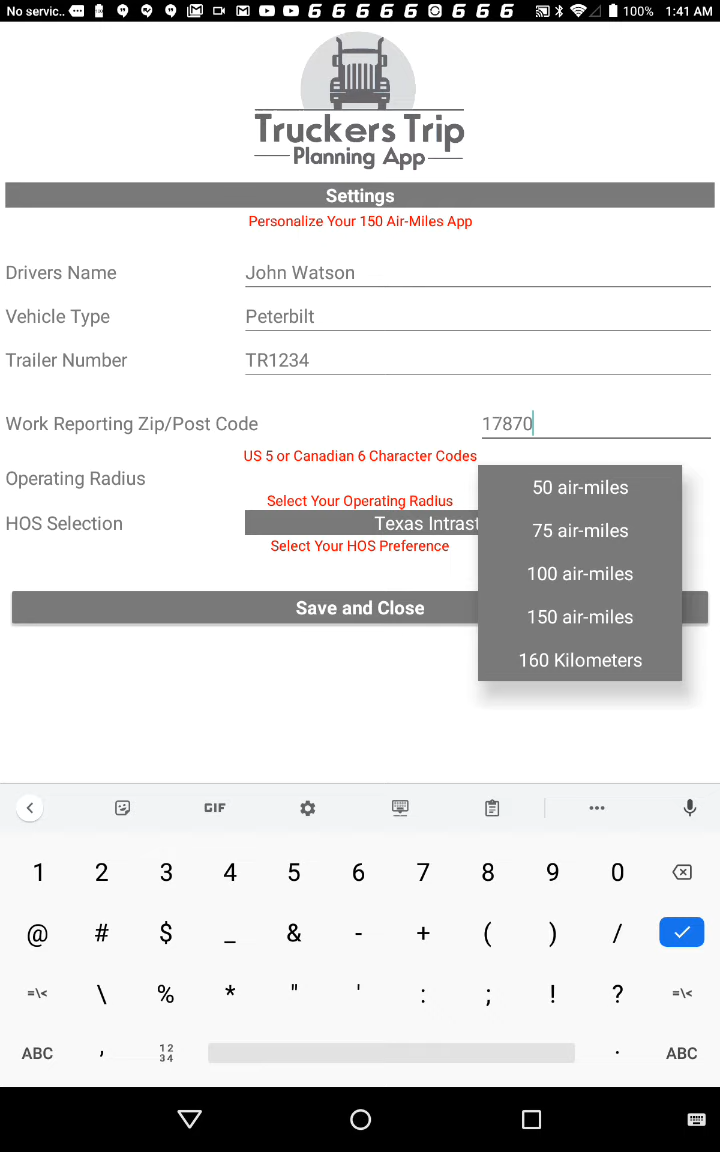 No servic.. 100% 1:41 AM
Truckers Trip
Planning App
Settings
Personalize Your 150 Air-Miles App
Drivers Name John Watson
Vehicle Type Peterbilt
Trailer Number TR1234
Work Reporting Zip/Post Code 17870
US 5 or Canadian 6 Character Codes
Operating Radius
50 air-miles
Select Your Operating Radius
HOS Selection Texas Intrast
75 air-miles
Select Your HOS Preference
100 air-miles
Save and Close
150 air-miles
160 Kilometers
GIF
1 2 3 4 5 6 7 8 9 0
@ # $ _ & - + ( ) /
=\< \ % * " ' : ; ! ? =\<
ABC , 12 34 . ABC